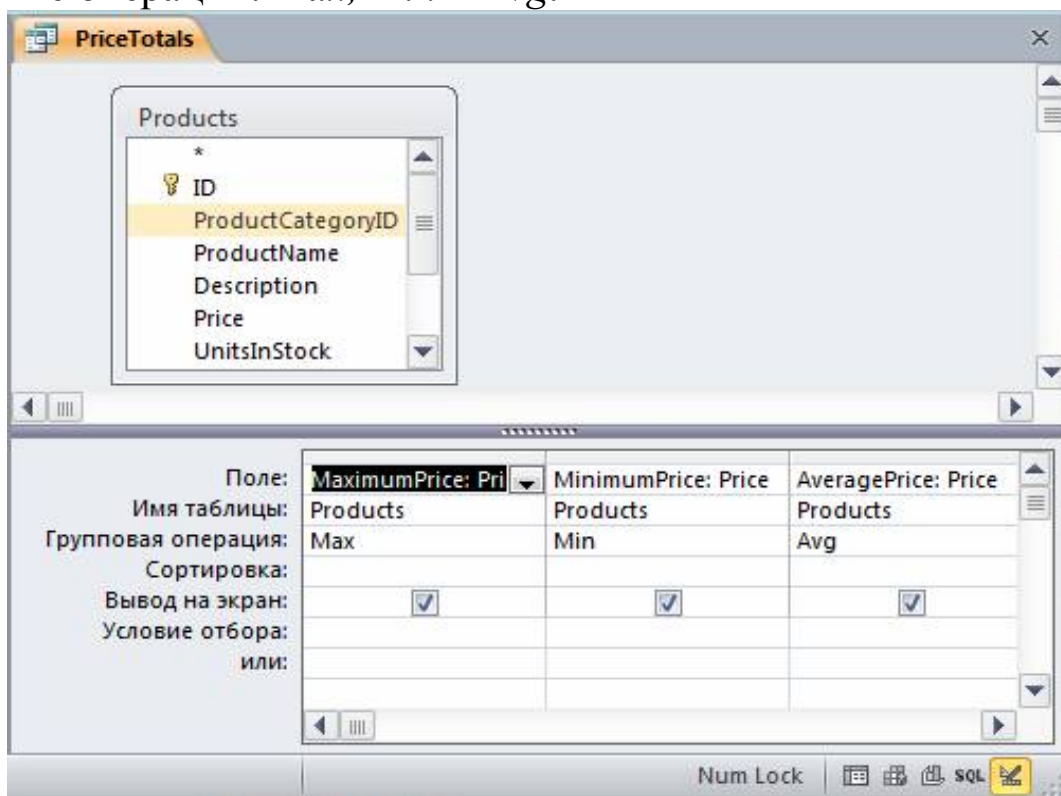 PriceTotals
Products
*
ID
ProductCategoryID
ProductName
Description
Price
UnitsInStock
Поле: MaximumPrice: Pri MinimumPrice: Price AveragePrice: Price
Имя таблицы: Products Products Products
Групповая операция: Max Min Avg
Сортировка:
Вывод на экран:
Условие отбора:
или:
Num Lock SQL